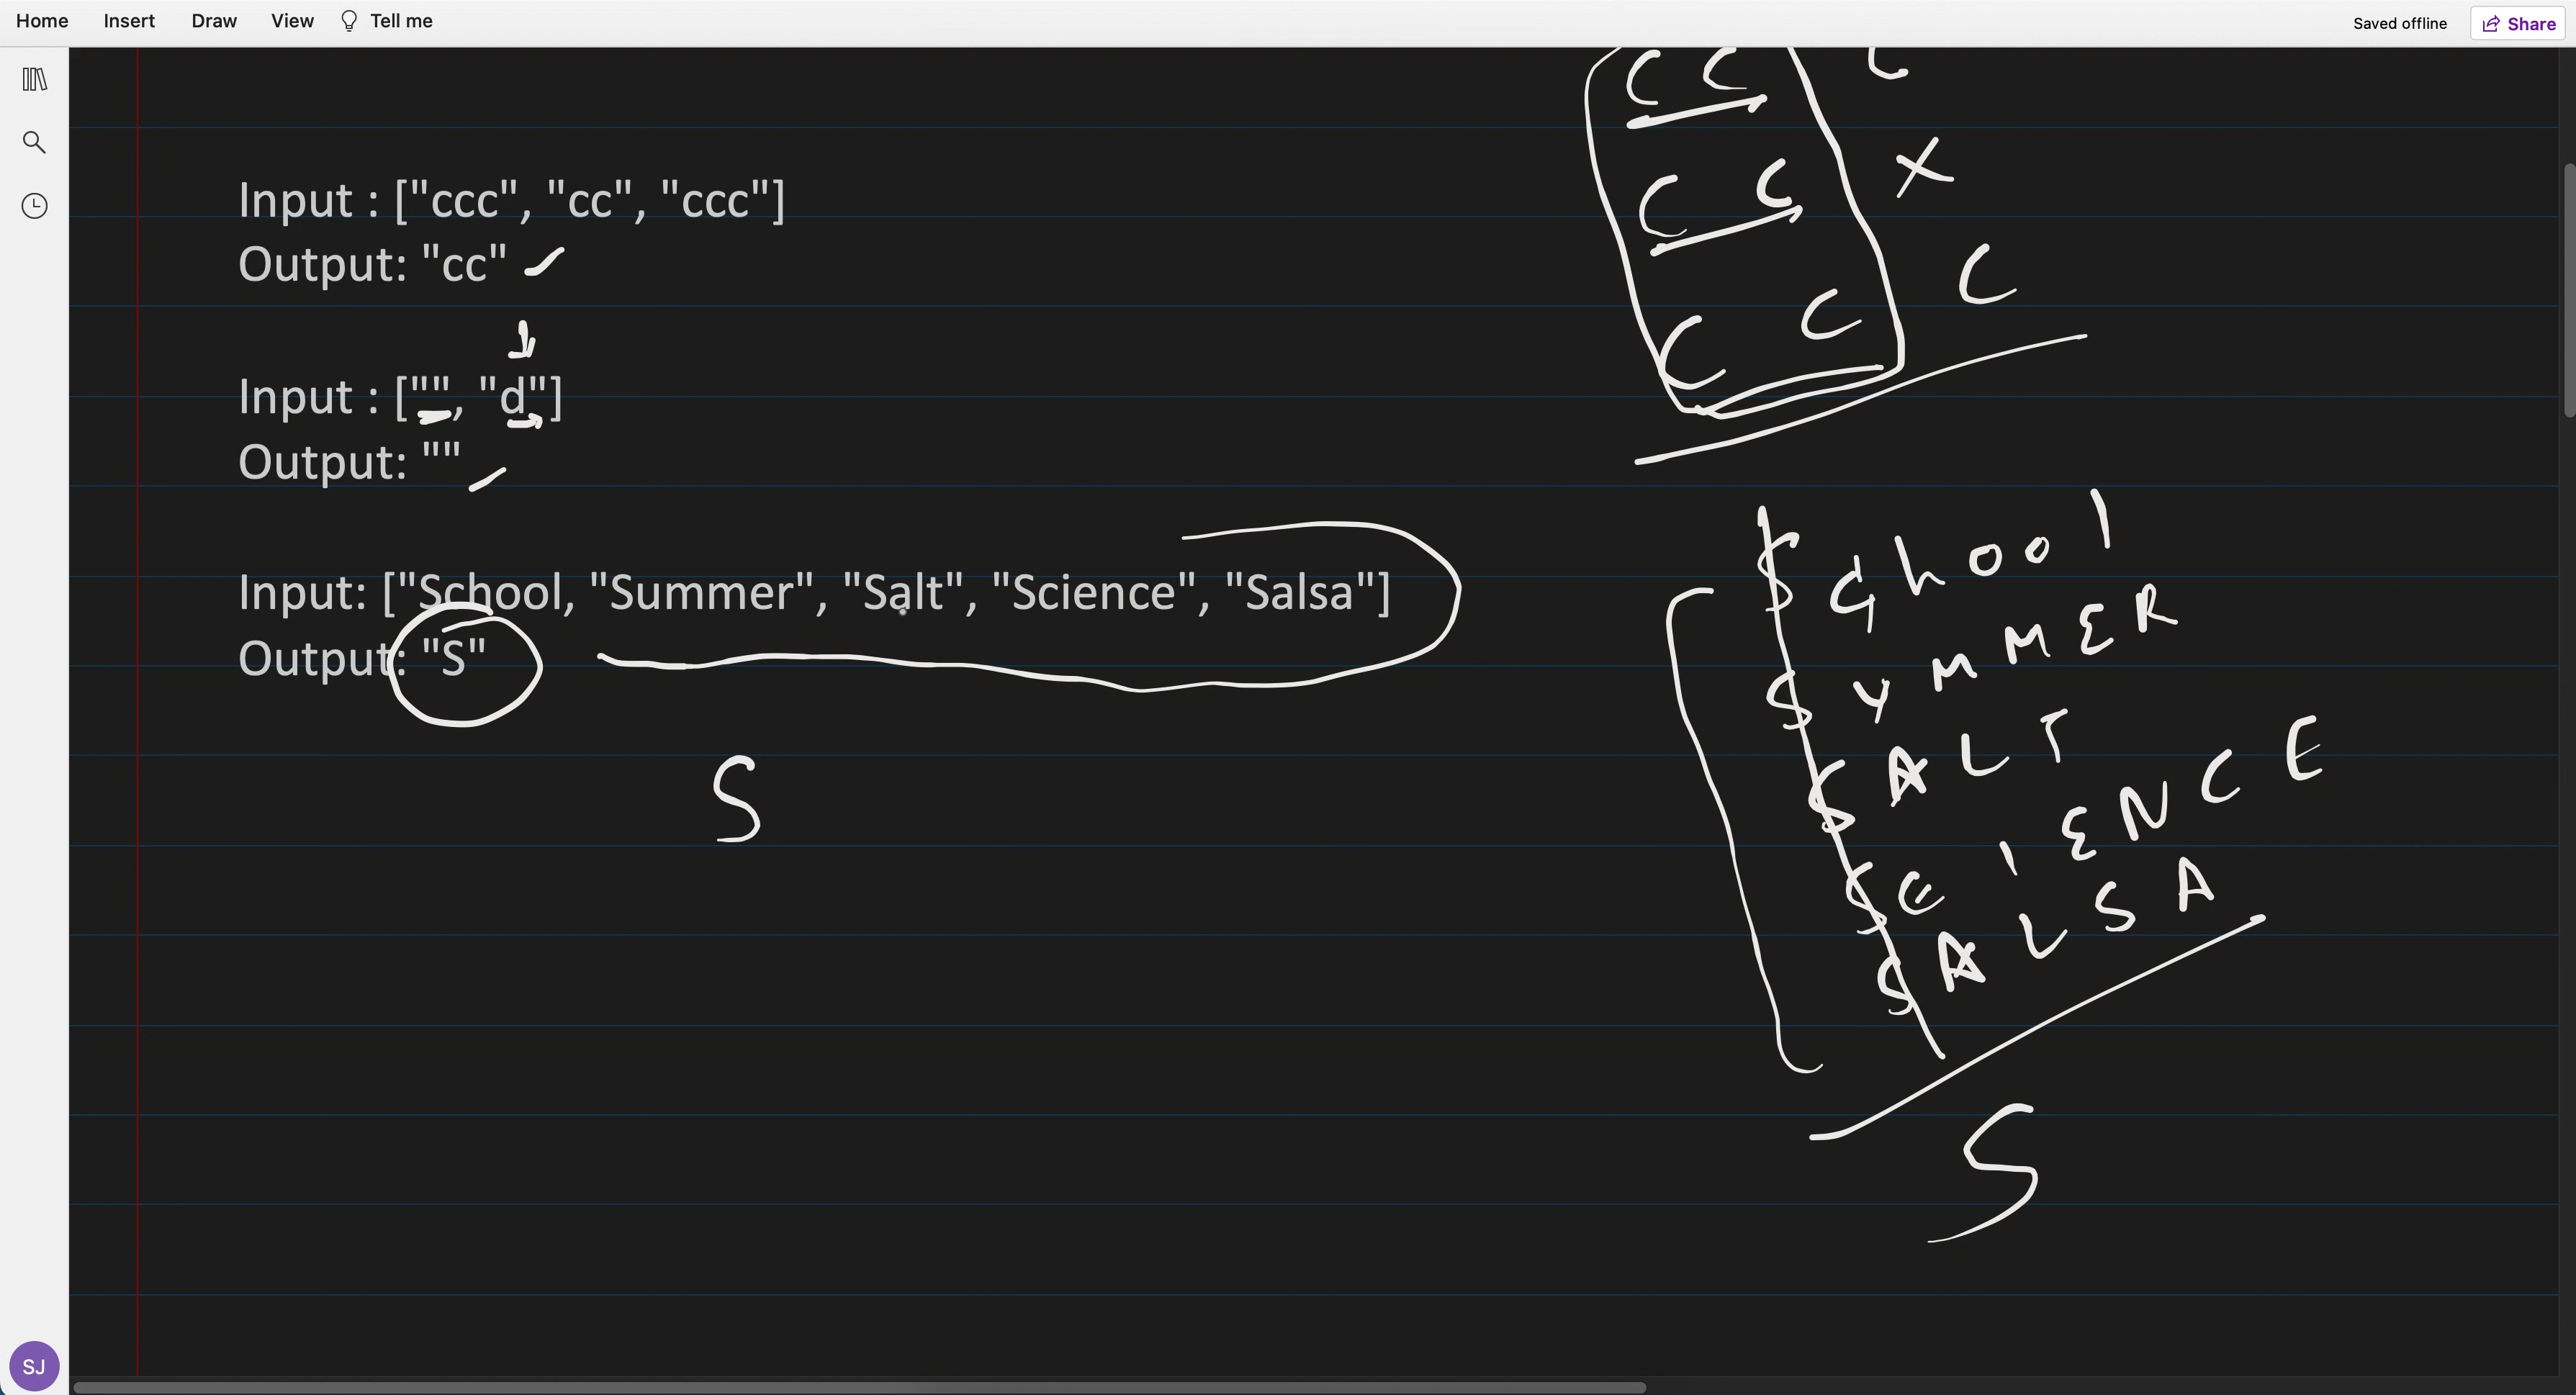 Home Insert Draw View Tell me Saved offline Share
Input : ["ccc", "cc", "ccc"]
Output: "cc"
Input : ["", "d"]
Output: ""
Input: ["School, "Summer", "Salt", "Science", "Salsa"]
Output: "S"
S
C C C
C C X
C C C
School
SUMMER
SALT
SCIENCE
SALSA
S
SJ